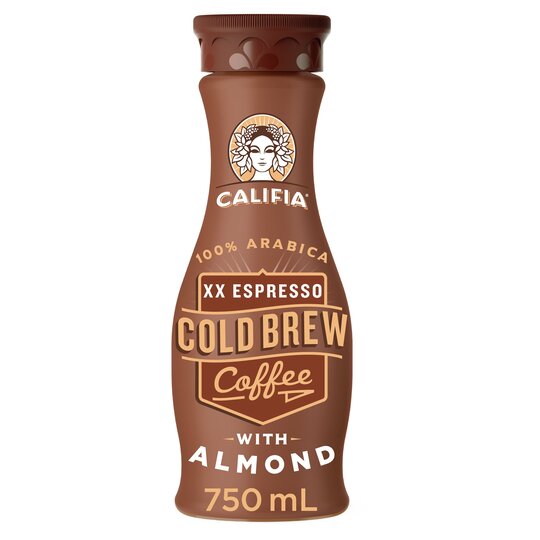 CALIFIA
100% ARABICA
XX ESPRESSO
COLD BREW
Coffee
WITH
ALMOND
750 mL